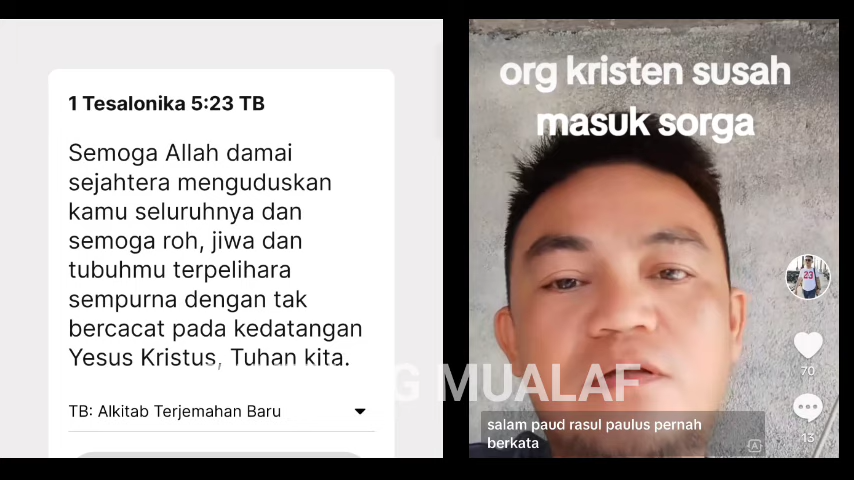 1 Tesalonika 5:23 TB
Semoga Allah damai
sejahtera menguduskan
kamu seluruhnya dan
semoga roh, jiwa dan
tubuhmu terpelihara
sempurna dengan tak
bercacat pada kedatangan
Yesus Kristus, Tuhan kita.
TB: Alkitab Terjemahan Baru
org kristen susah
masuk sorga
23
70
G MUALAF
salam paud rasul paulus pernah
berkata
A
13